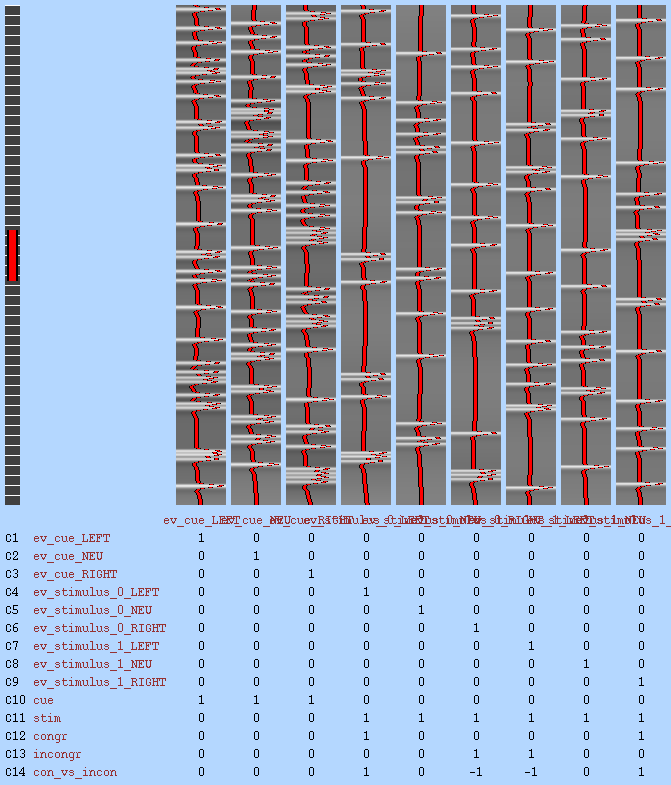 C1 ev_cue_LEFT 1 0 0 0 0 0 0 0 0
C2 ev_cue_NEU 0 1 0 0 0 0 0 0 0
C3 ev_cue_RIGHT 0 0 1 0 0 0 0 0 0
C4 ev_stimulus_0_LEFT 0 0 0 1 0 0 0 0 0
C5 ev_stimulus_0_NEU 0 0 0 0 1 0 0 0 0
C6 ev_stimulus_0_RIGHT 0 0 0 0 0 1 0 0 0
C7 ev_stimulus_1_LEFT 0 0 0 0 0 0 1 0 0
C8 ev_stimulus_1_NEU 0 0 0 0 0 0 0 1 0
C9 ev_stimulus_1_RIGHT 0 0 0 0 0 0 0 0 1
C10 cue 1 1 1 0 0 0 0 0 0
C11 stim 0 0 0 1 1 1 1 1 1
C12 congr 0 0 0 1 0 0 0 0 1
C13 incongr 0 0 0 0 0 1 1 0 0
C14 con_vs_incon 0 0 0 1 0 -1 -1 0 1